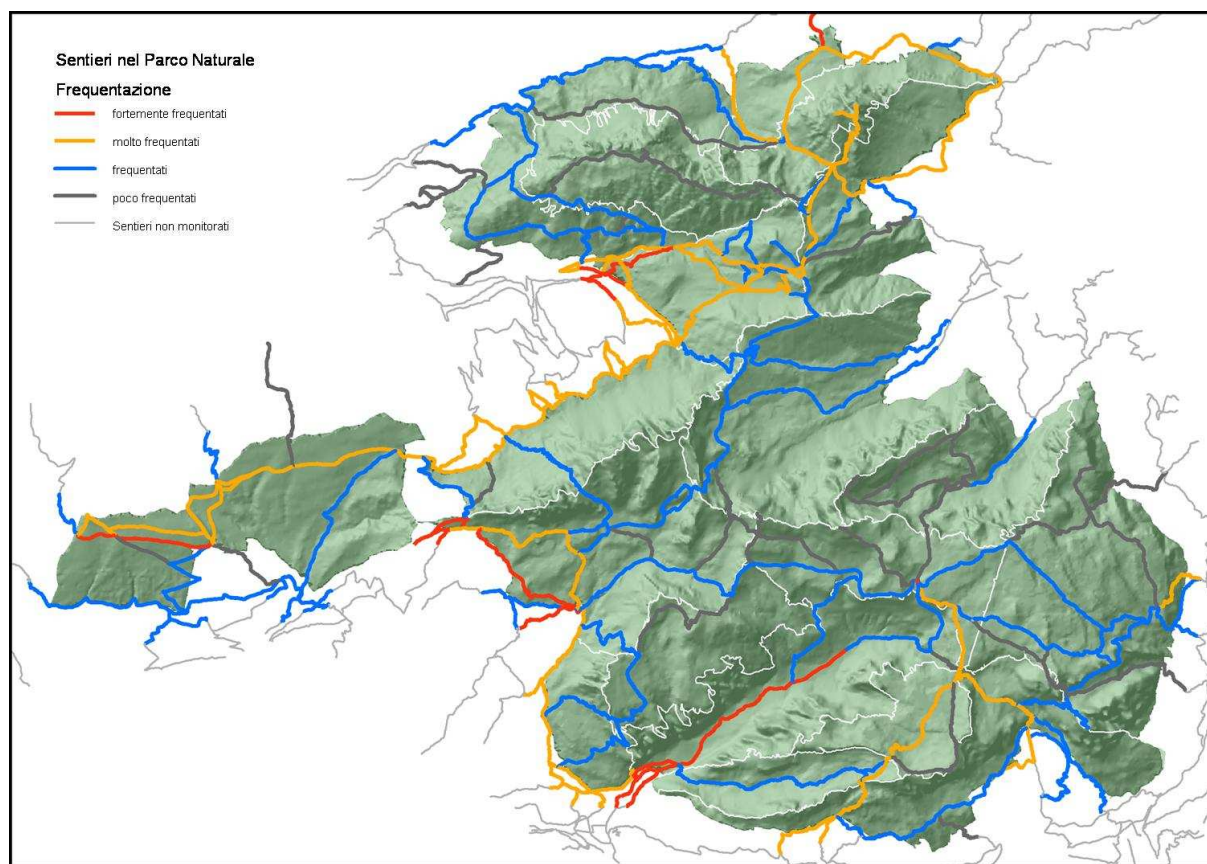 Sentieri nel Parco Naturale
Frequentazione
fortemente frequentati
molto frequentati
frequentati
poco frequentati
Sentieri non monitorati